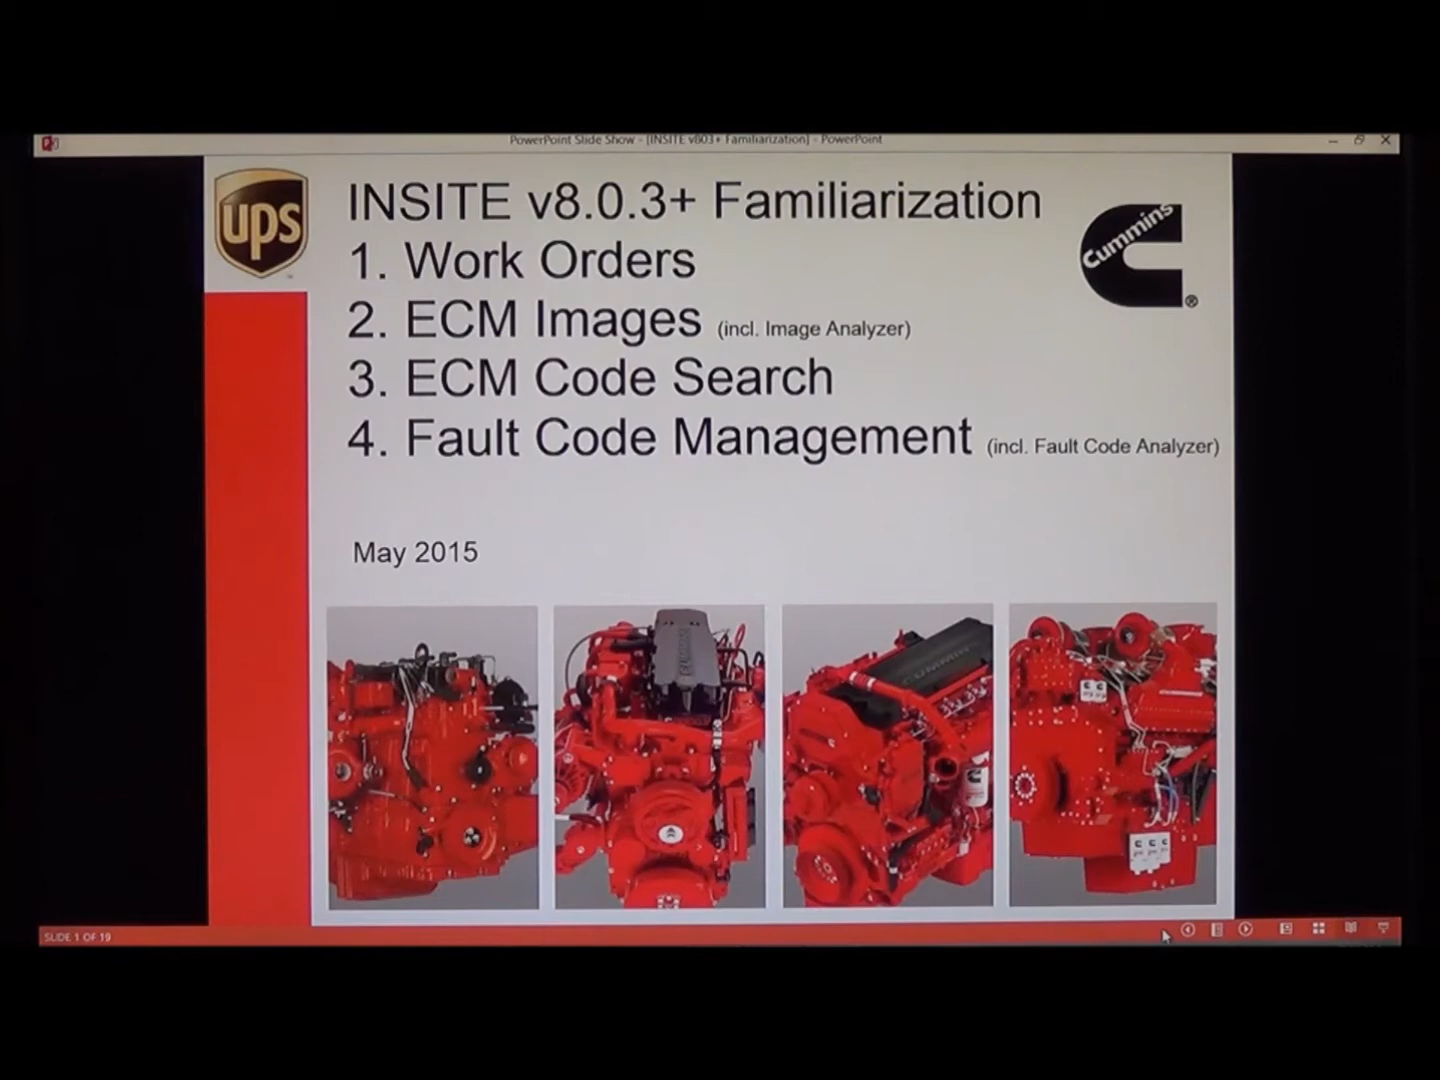 PowerPoint Slide Show - [INSITE v803+ Familiarization] - PowerPoint
ups
INSITE v8.0.3+ Familiarization
Cummins
®
1. Work Orders
2. ECM Images (incl. Image Analyzer)
3. ECM Code Search
4. Fault Code Management (incl. Fault Code Analyzer)
May 2015
CUMMINS
CUMMINS
SLIDE 1 OF 19